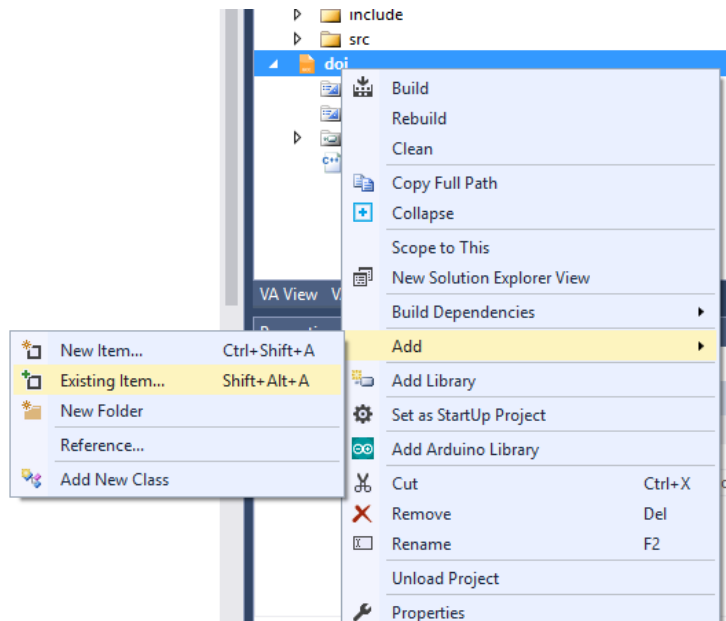 include
src
doi
Build
Rebuild
Clean
Copy Full Path
Collapse
Scope to This
New Solution Explorer View
VA View
Build Dependencies
New Item... Ctrl+Shift+A
Existing Item... Shift+Alt+A
New Folder
Reference...
Add New Class
Add
Add Library
Set as StartUp Project
Add Arduino Library
Cut Ctrl+X
Remove Del
Rename F2
Unload Project
Properties